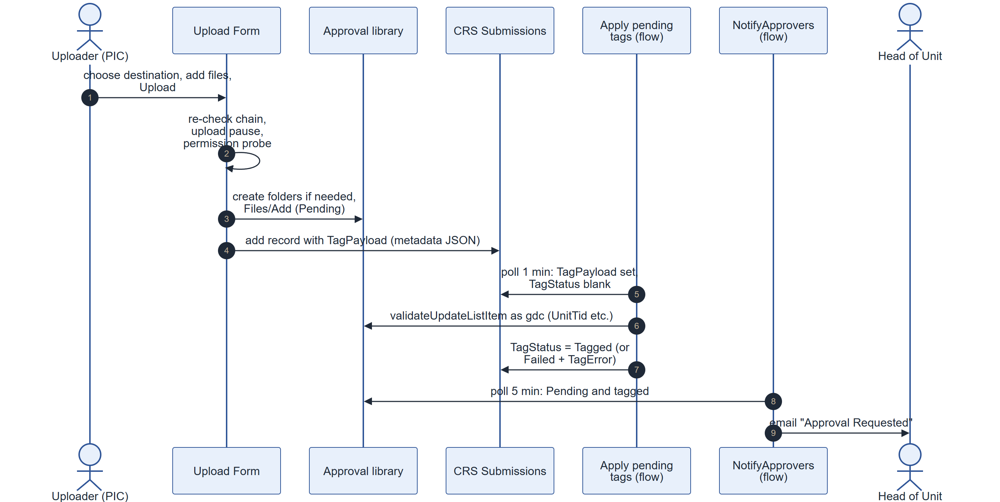 Uploader (PIC)
Upload Form
Approval library
CRS Submissions
Apply pending
tags (flow)
NotifyApprovers
(flow)
Head of Unit
choose destination, add files,
Upload
1
re-check chain,
upload pause,
permission probe
2
create folders if needed,
Files/Add (Pending)
3
add record with TagPayload (metadata JSON)
4
poll 1 min: TagPayload set,
TagStatus blank
5
validateUpdateListItem as gdc (UnitTid etc.)
6
TagStatus = Tagged (or
Failed + TagError)
7
poll 5 min: Pending and tagged
8
email "Approval Requested"
9
Uploader (PIC)
Upload Form
Approval library
CRS Submissions
Apply pending
tags (flow)
NotifyApprovers
(flow)
Head of Unit